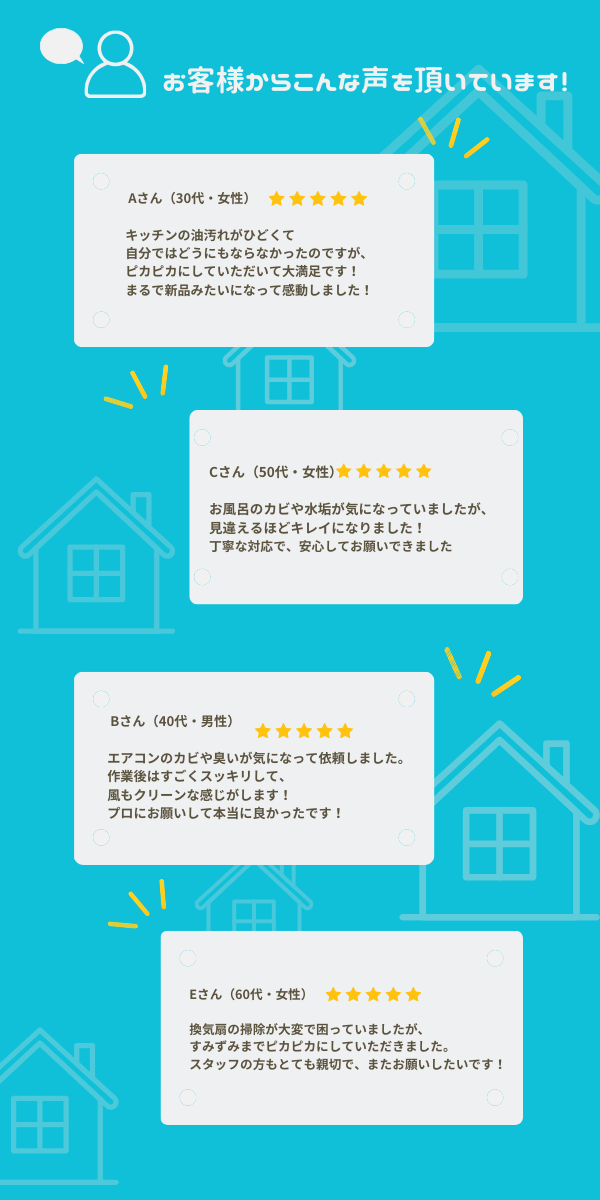 お客様からこんな声を頂いています!
Aさん（30代・女性） ★★★★★
キッチンの油汚れがひどくて
自分ではどうにもならなかったのですが、
ピカピカにしていただいて大満足です！
まるで新品みたいになって感動しました！
Cさん（50代・女性）★★★★★
お風呂のカビや水垢が気になっていましたが、
見違えるほどキレイになりました！
丁寧な対応で、安心してお願いできました
Bさん（40代・男性） ★★★★★
エアコンのカビや臭いが気になって依頼しました。
作業後はすごくスッキリして、
風もクリーンな感じがします！
プロにお願いして本当に良かったです！
Eさん（60代・女性） ★★★★★
換気扇の掃除が大変で困っていましたが、
すみずみまでピカピカにしていただきました。
スタッフの方もとても親切で、またお願いしたいです！